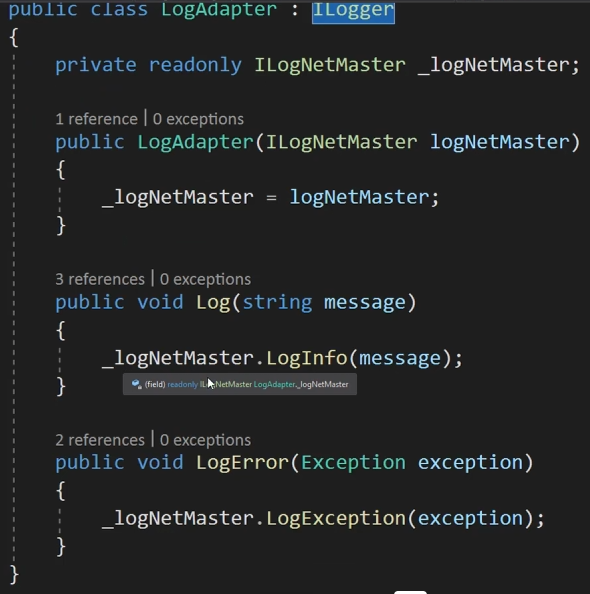 public class LogAdapter : ILogger
{
private readonly ILogNetMaster _logNetMaster;
1 reference | 0 exceptions
public LogAdapter(ILogNetMaster logNetMaster)
{
_logNetMaster = logNetMaster;
}
3 references | 0 exceptions
public void Log(string message)
{
_logNetMaster.LogInfo(message);
(field) readonly ILogNetMaster LogAdapter._logNetMaster
}
2 references | 0 exceptions
public void LogError(Exception exception)
{
_logNetMaster.LogException(exception);
}
}